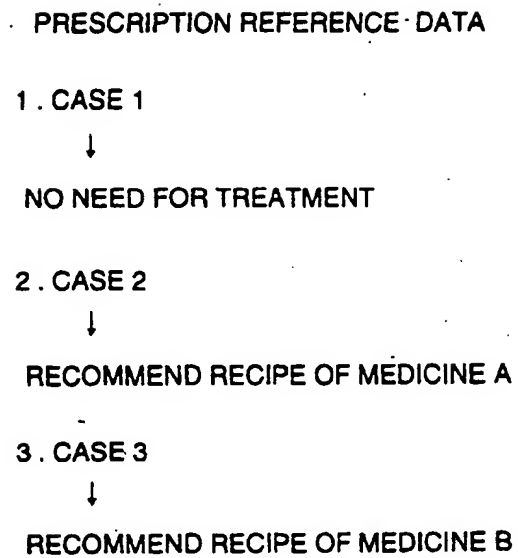 PRESCRIPTION REFERENCE DATA
1 . CASE 1
↓
NO NEED FOR TREATMENT
2 . CASE 2
↓
RECOMMEND RECIPE OF MEDICINE A
3 . CASE 3
↓
RECOMMEND RECIPE OF MEDICINE B